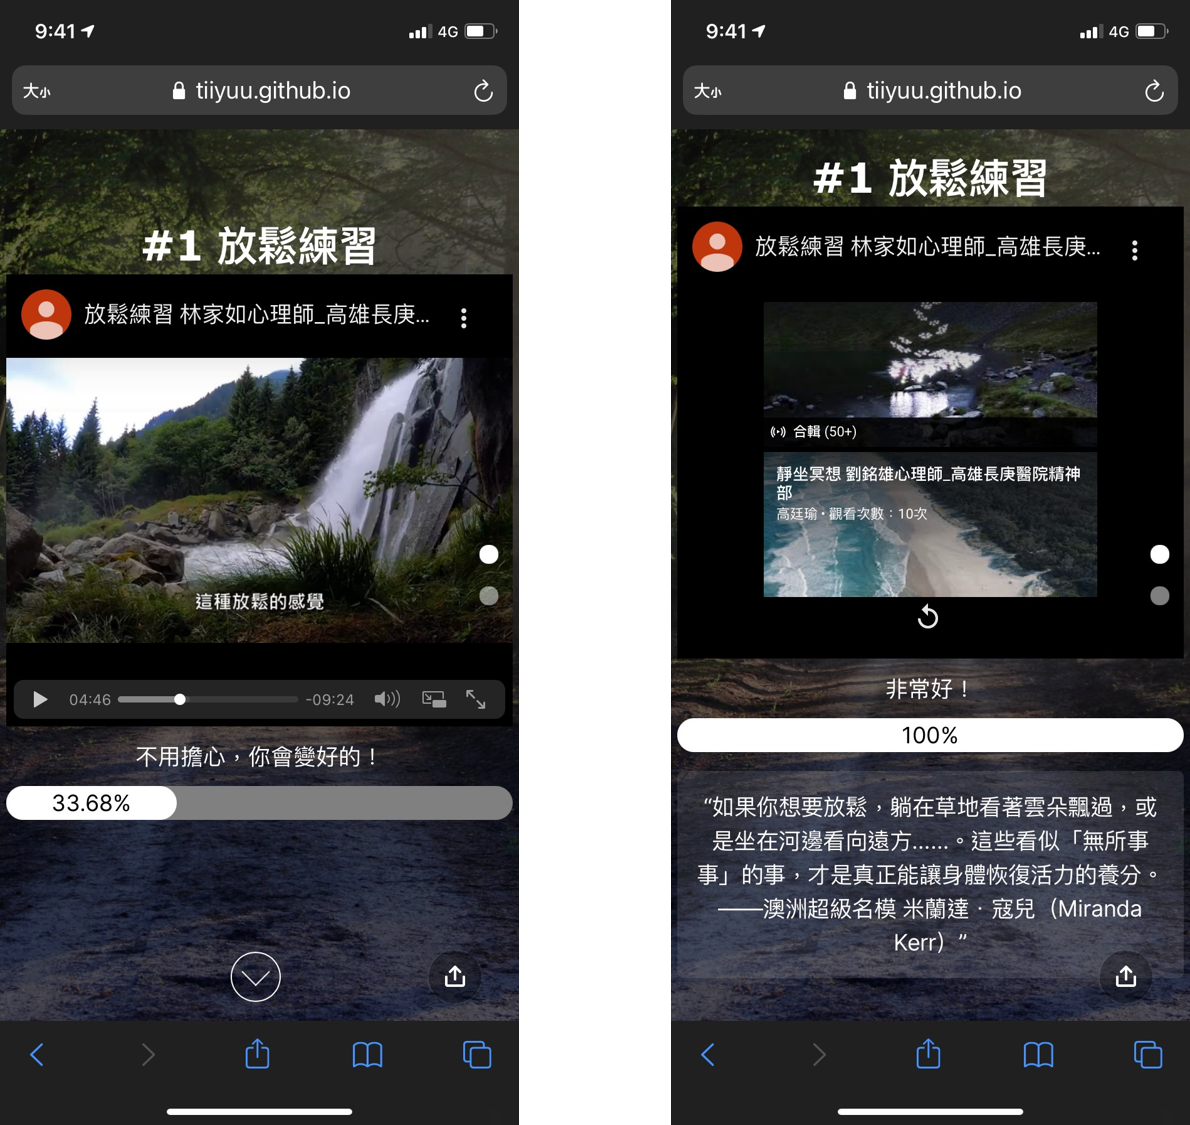 9:41
4G
大小
tiiyuu.github.io
#1 放鬆練習
放鬆練習 林家如心理師_高雄長庚...
這種放鬆的感覺
04:46
-09:24
不用擔心，你會變好的！
33.68%
9:41
4G
大小
tiiyuu.github.io
#1 放鬆練習
放鬆練習 林家如心理師_高雄長庚...
合輯 (50+)
靜坐冥想 劉銘雄心理師_高雄長庚醫院精神
部
高廷瑜 • 觀看次數：10次
非常好！
100%
“如果你想要放鬆，躺在草地看著雲朵飄過，或
是坐在河邊看向遠方……。這些看似「無所事
事」的事，才是真正能讓身體恢復活力的養分。
——澳洲超級名模 米蘭達．寇兒（Miranda
Kerr）”